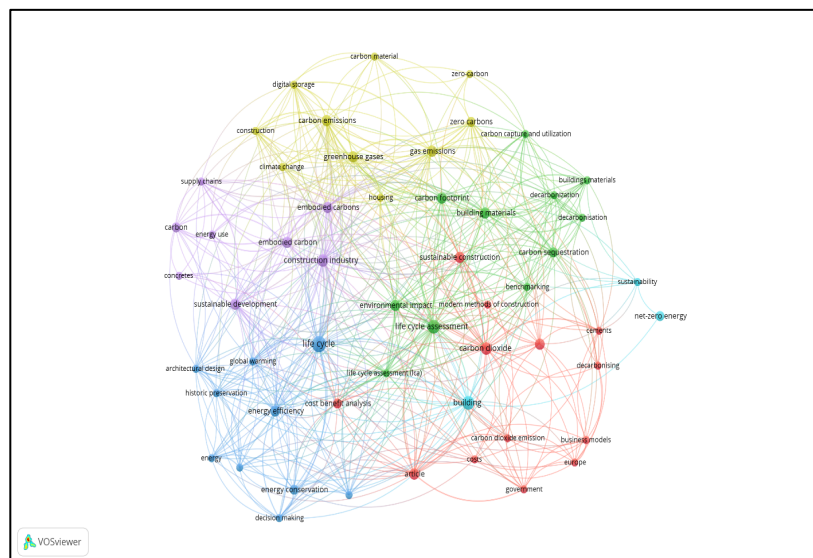 carbon material
zero-carbon
digital storage
carbon emissions
zero carbons
construction
carbon capture and utilization
greenhouse gases
gas emissions
climate change
supply chains
buildings materials
housing
carbon footprint
decarbonization
embodied carbons
building materials
decarbonisation
carbon
energy use
embodied carbon
sustainable construction
carbon sequestration
construction industry
concretes
sustainability
benchmarking
sustainable development
environmental impact
modern methods of construction
net-zero energy
life cycle assessment
cements
life cycle
carbon dioxide
global warming
decarbonising
architectural design
life cycle assessment (lca)
historic preservation
cost benefit analysis
building
energy efficiency
carbon dioxide emission
business models
energy
costs
europe
article
energy conservation
government
decision making
VOSviewer